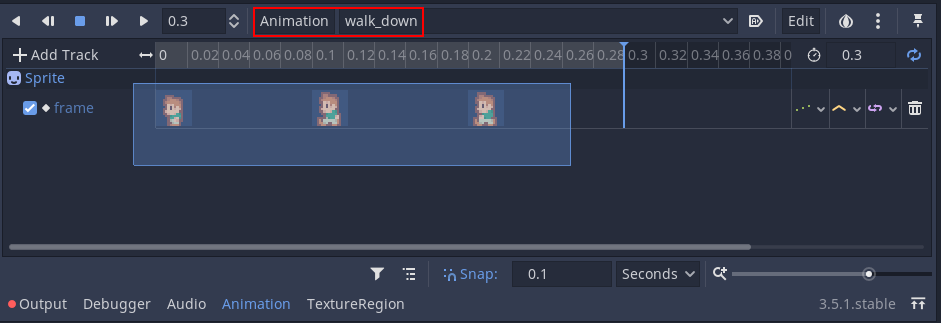 0.3 Animation walk_down Edit
Add Track 0 0.02 0.04 0.06 0.08 0.1 0.12 0.14 0.16 0.18 0.2 0.22 0.24 0.26 0.28 0.3 0.32 0.34 0.36 0.38 0 0.3
Sprite
frame
Snap: 0.1 Seconds
Output Debugger Audio Animation TextureRegion 3.5.1.stable